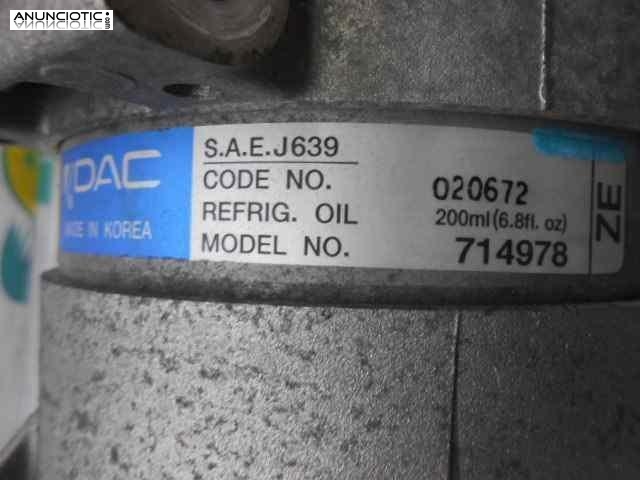 ANUNCIOTIC.com
DAC
MADE IN KOREA
S.A.E.J639
CODE NO. 020672
REFRIG. OIL 200ml(6.8fl. oz)
MODEL NO. 714978
ZE